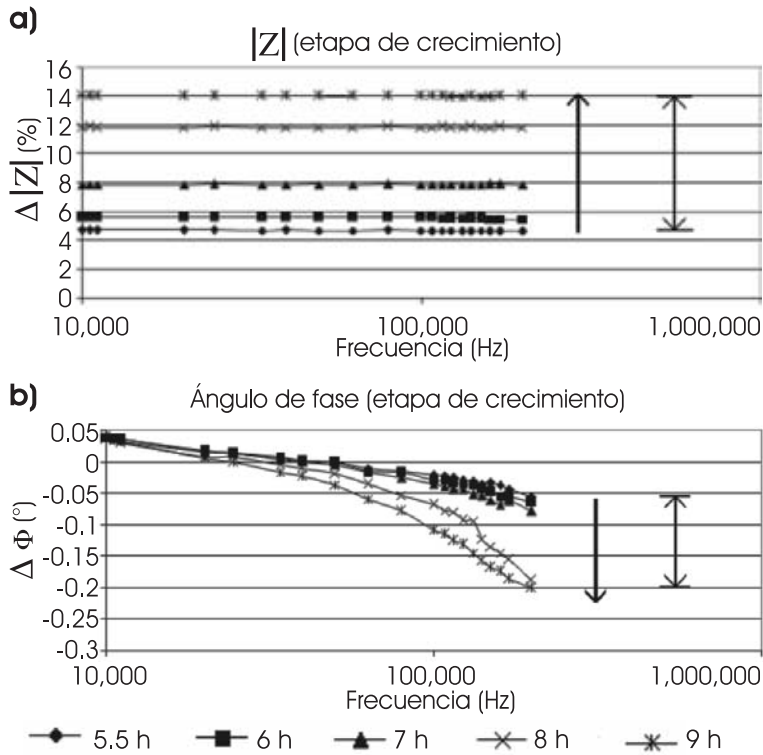 a)
|Z| (etapa de crecimiento)
16
14
12
10
8
6
4
2
0
Δ |Z| (%)
10,000 100,000 1,000,000
Frecuencia (Hz)
b)
Ángulo de fase (etapa de crecimiento)
0.05
0
-0.05
-0.1
-0.15
-0.2
-0.25
-0.3
Δ Φ (°)
10,000 100,000 1,000,000
Frecuencia (Hz)
5.5 h 6 h 7 h 8 h 9 h